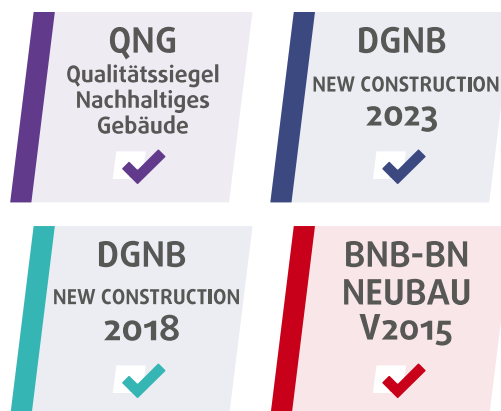 QNG
Qualitätssiegel
Nachhaltiges
Gebäude
DGNB
NEW CONSTRUCTION
2023
DGNB
NEW CONSTRUCTION
2018
BNB-BN
NEUBAU
V2015